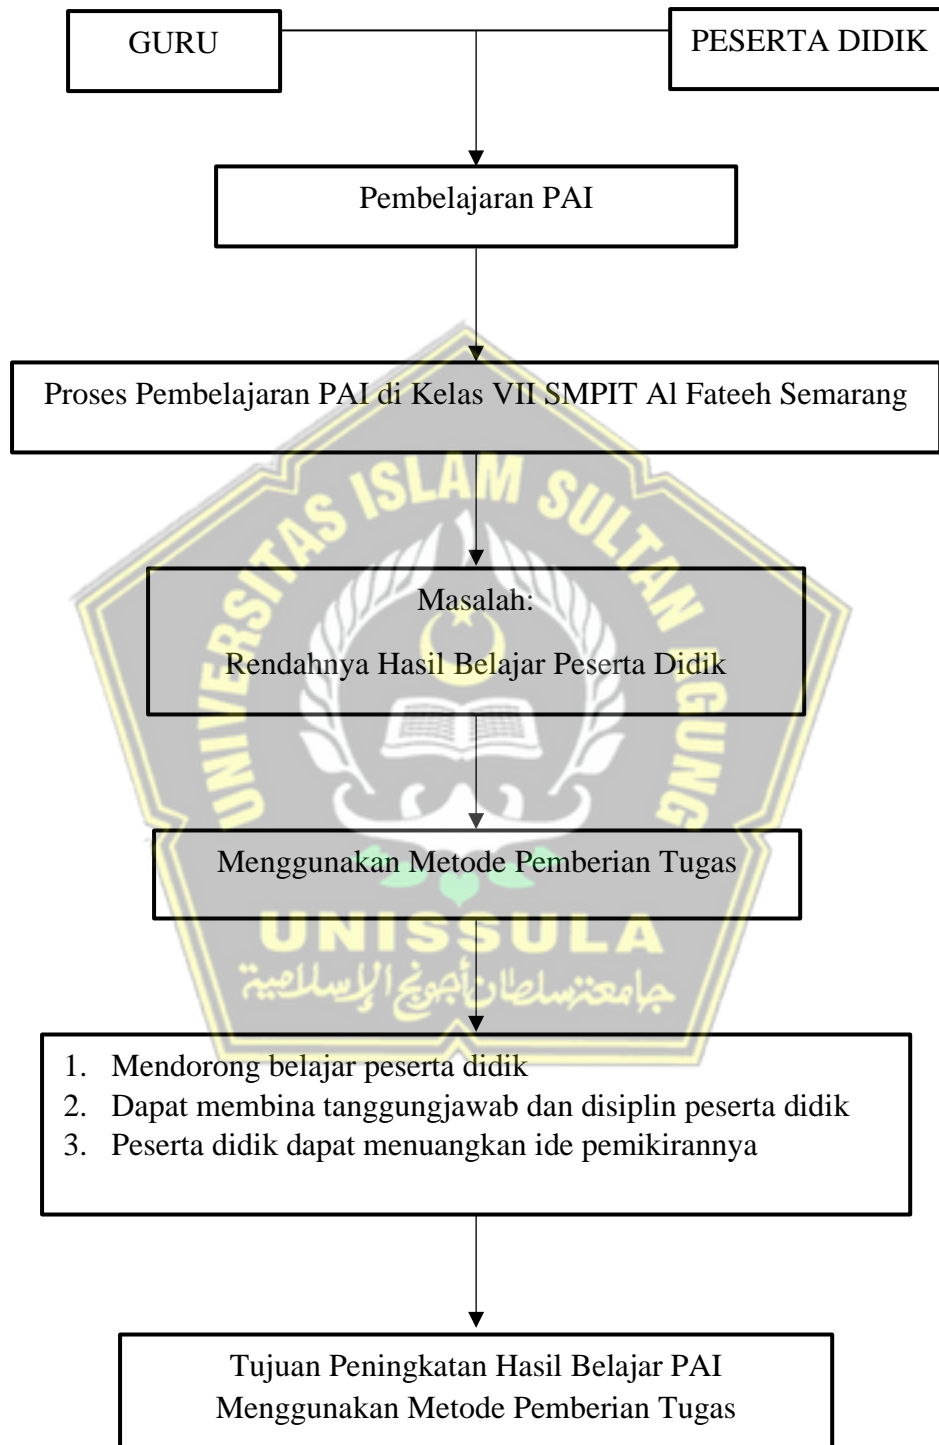 GURU
PESERTA DIDIK
Pembelajaran PAI
Proses Pembelajaran PAI di Kelas VII SMPIT Al Fateeh Semarang
UNIVERSITAS ISLAM SULTAN AGUNG
Masalah:
Rendahnya Hasil Belajar Peserta Didik
Menggunakan Metode Pemberian Tugas
UNISSULA
جامعة سلطان أجونج الإسلامية
1. Mendorong belajar peserta didik
2. Dapat membina tanggungjawab dan disiplin peserta didik
3. Peserta didik dapat menuangkan ide pemikirannya
Tujuan Peningkatan Hasil Belajar PAI
Menggunakan Metode Pemberian Tugas